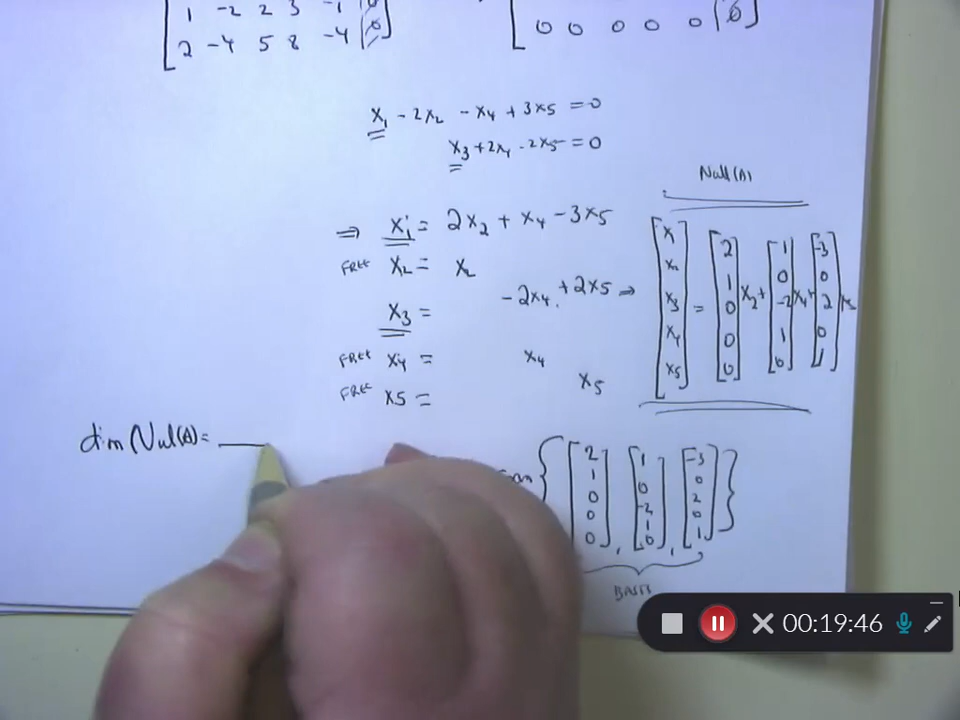 1 -2 2 3 -1 0
2 -4 5 8 -4 0
0 0 0 0 0 0
x1 - 2x2 - x4 + 3x5 = 0
x3 + 2x4 - 2x5 = 0
Null(A)
⇒ x1 = 2x2 + x4 - 3x5
FREE x2 = x2
x3 = -2x4 + 2x5 ⇒
FREE x4 = x4
FREE x5 = x5
[x1 x2 x3 x4 x5] = [2 1 0 0 0] x2 + [1 0 -2 1 0] x4 + [-3 0 2 0 1] x5
dim Nul(A) =
{[2 1 0 0 0], [1 0 -2 1 0], [-3 0 2 0 1]}
BASIS
00:19:46